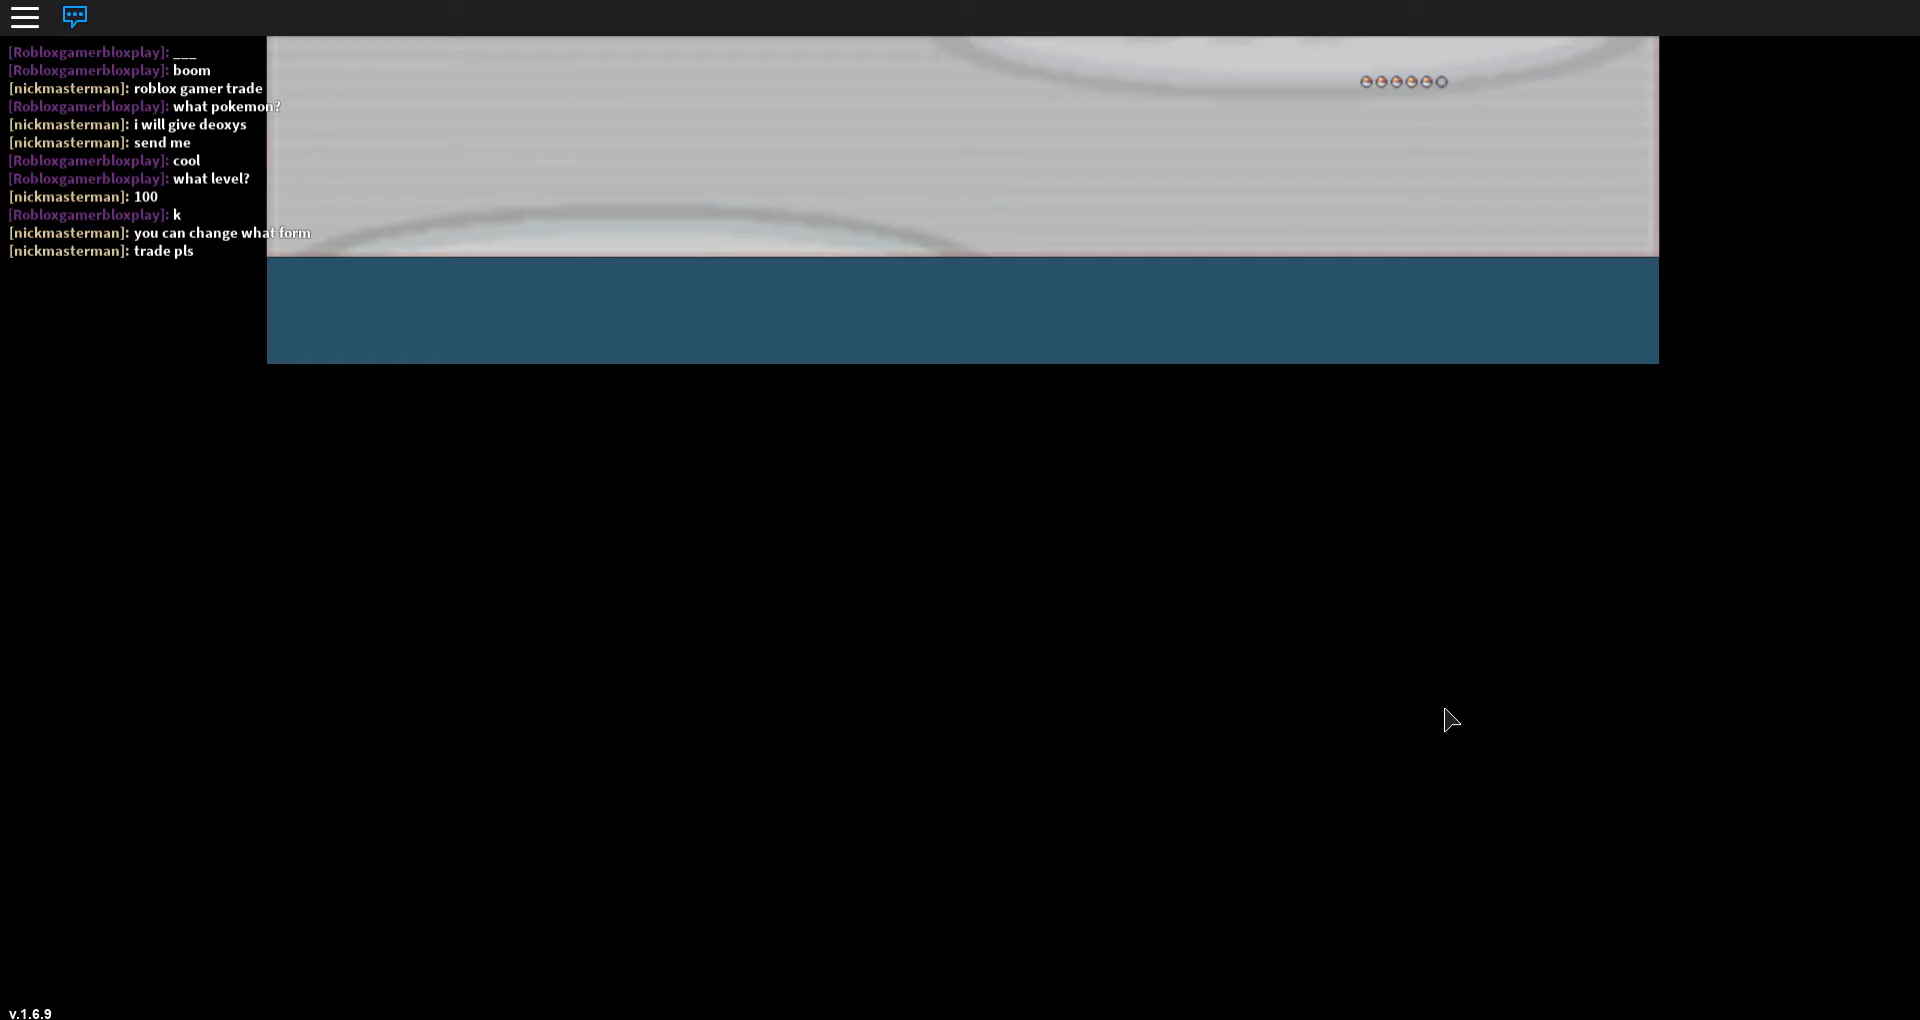 [Robloxgamerbloxplay]: ___
[Robloxgamerbloxplay]: boom
[nickmasterman]: roblox gamer trade
[Robloxgamerbloxplay]: what pokemon?
[nickmasterman]: i will give deoxys
[nickmasterman]: send me
[Robloxgamerbloxplay]: cool
[Robloxgamerbloxplay]: what level?
[nickmasterman]: 100
[Robloxgamerbloxplay]: k
[nickmasterman]: you can change what form
[nickmasterman]: trade pls
v.1.6.9